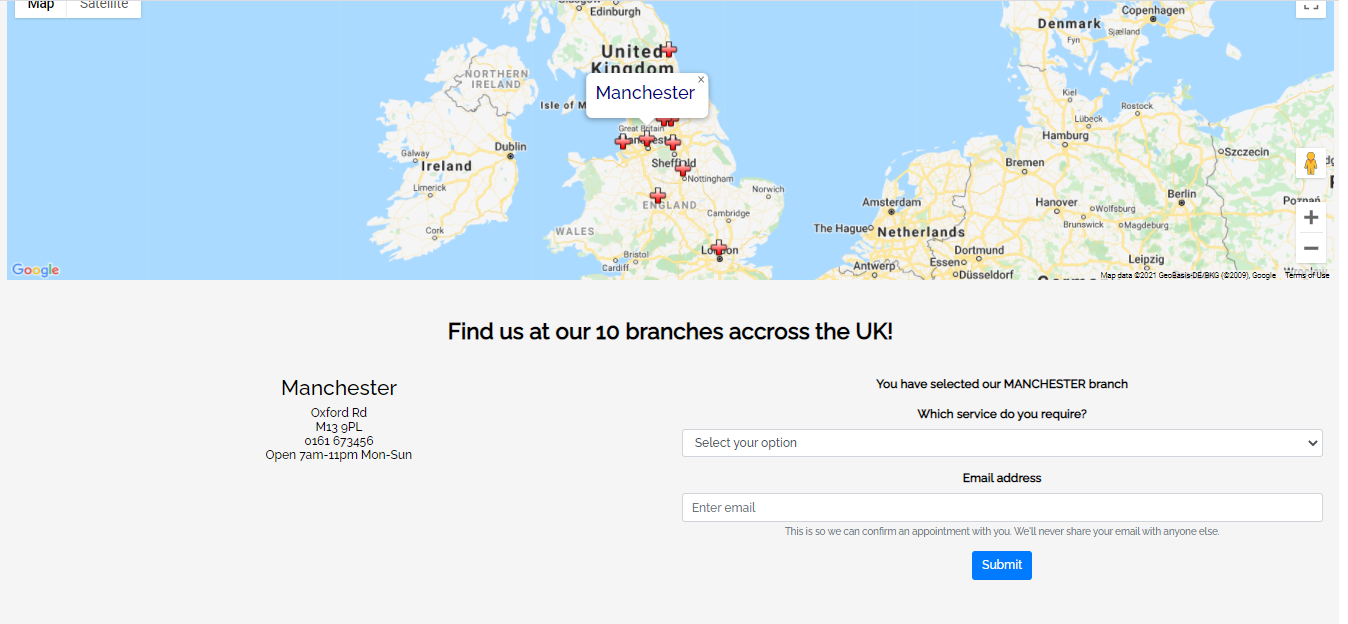 Map Satellite
Glasgow
Edinburgh
United
Kingdom
NORTHERN
IRELAND
Isle of M
Manchester
×
Great Britain
Dublin
Galway
Ireland
Limerick
Cork
Sheffield
Nottingham
Norwich
ENGLAND
Cambridge
WALES
London
Bristol
Cardiff
Copenhagen
Denmark
Sjælland
Fyn
Kiel
Rostock
Lübeck
Hamburg
Szczecin
Bremen
Berlin
Poznań
Amsterdam
Hanover
Wolfsburg
The Hague
Netherlands
Brunswick
Magdeburg
Dortmund
Leipzig
Antwerp
Essen
Düsseldorf
Wrocław
Google
Map data ©2021 GeoBasis-DE/BKG (©2009), Google Terms of Use
Find us at our 10 branches accross the UK!
Manchester
Oxford Rd
M13 9PL
0161 673456
Open 7am-11pm Mon-Sun
You have selected our MANCHESTER branch
Which service do you require?
Select your option
Email address
Enter email
This is so we can confirm an appointment with you. We'll never share your email with anyone else.
Submit